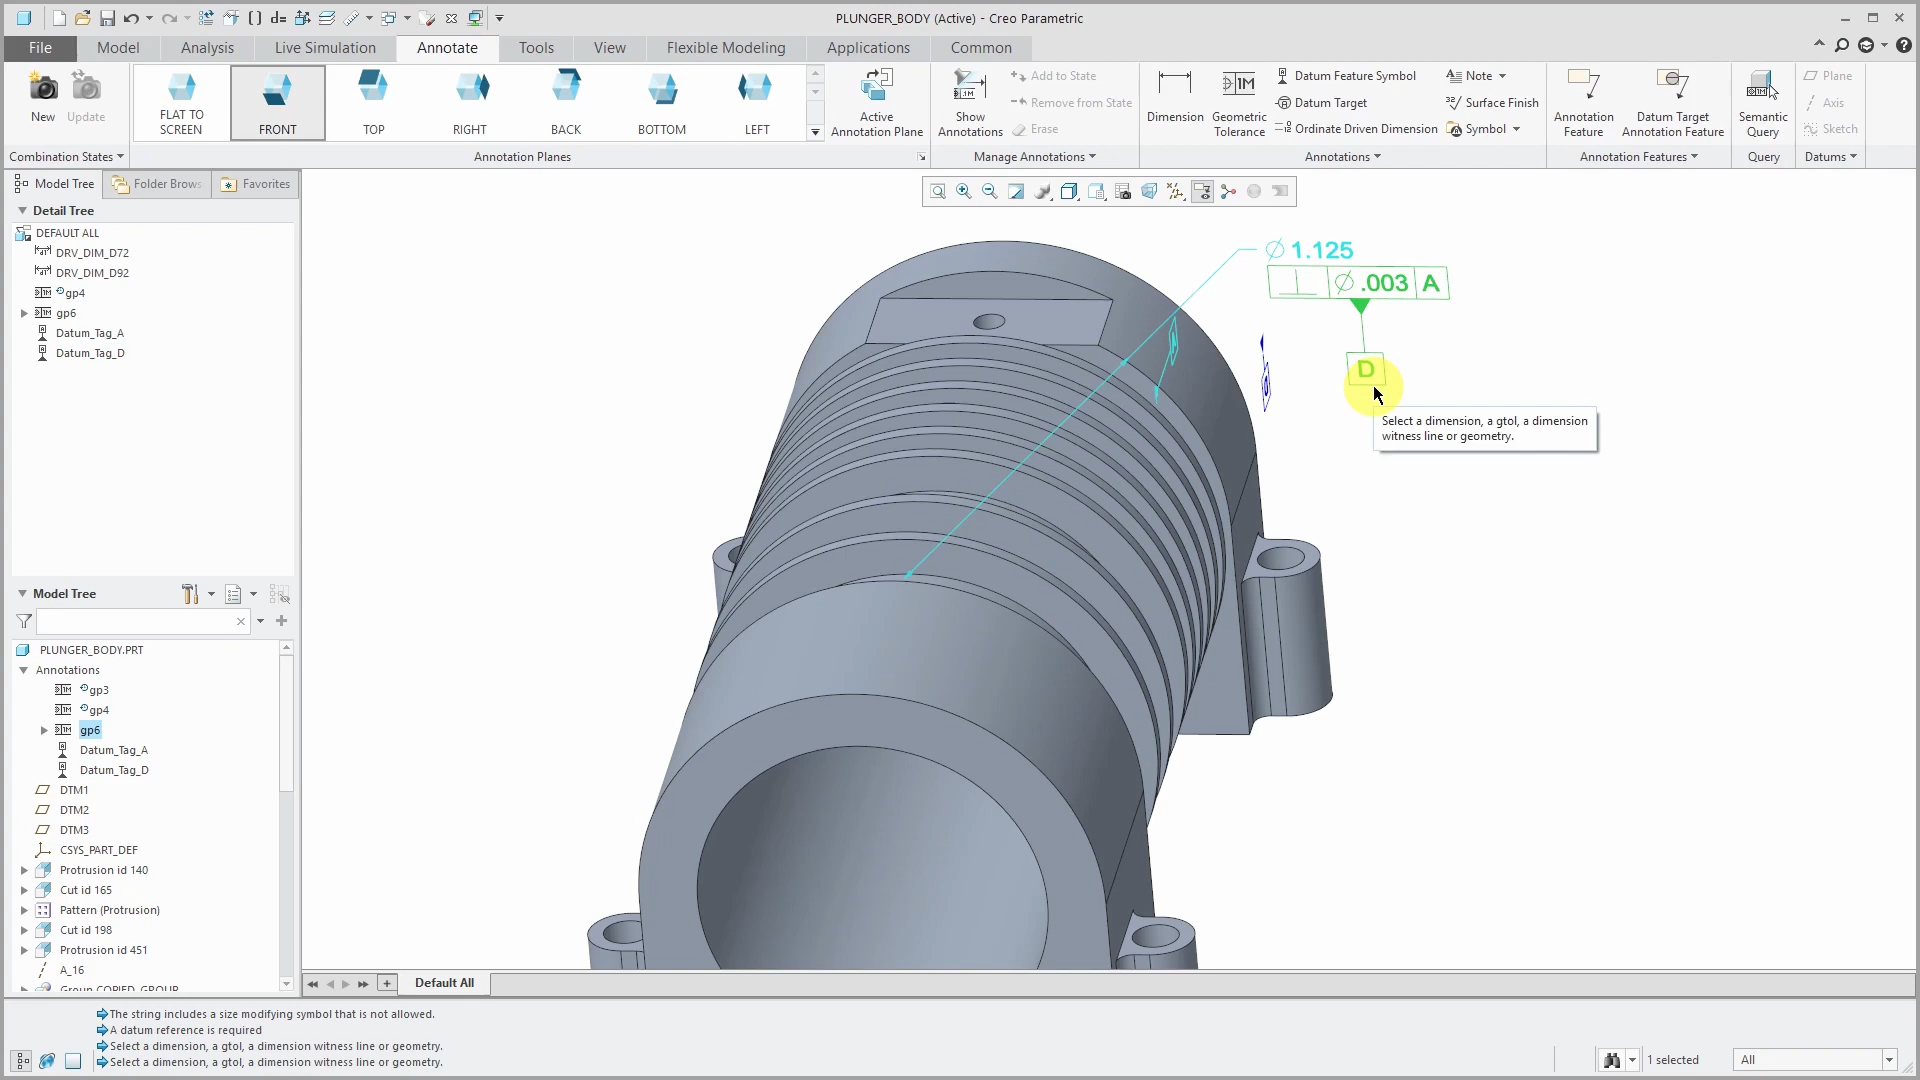 PLUNGER_BODY (Active) - Creo Parametric
File
Model
Analysis
Live Simulation
Annotate
Tools
View
Flexible Modeling
Applications
Common
New
Update
Combination States
FLAT TO SCREEN
FRONT
TOP
RIGHT
BACK
BOTTOM
LEFT
Annotation Planes
Active Annotation Plane
Show Annotations
Add to State
Remove from State
Erase
Manage Annotations
Dimension
Geometric Tolerance
Datum Feature Symbol
Datum Target
Ordinate Driven Dimension
Note
Surface Finish
Symbol
Annotations
Annotation Feature
Datum Target Annotation Feature
Annotation Features
Semantic Query
Query
Plane
Axis
Sketch
Datums
Model Tree
Folder Brows
Favorites
Detail Tree
DEFAULT ALL
DRV_DIM_D72
DRV_DIM_D92
gp4
gp6
Datum_Tag_A
Datum_Tag_D
Model Tree
PLUNGER_BODY.PRT
Annotations
gp3
gp4
gp6
Datum_Tag_A
Datum_Tag_D
DTM1
DTM2
DTM3
CSYS_PART_DEF
Protrusion id 140
Cut id 165
Pattern (Protrusion)
Cut id 198
Protrusion id 451
A_16
Group COPIED_GROUP
∅ 1.125
⊥ ∅ .003 A
D
Select a dimension, a gtol, a dimension
witness line or geometry.
Default All
The string includes a size modifying symbol that is not allowed.
A datum reference is required
Select a dimension, a gtol, a dimension witness line or geometry.
Select a dimension, a gtol, a dimension witness line or geometry.
1 selected
All